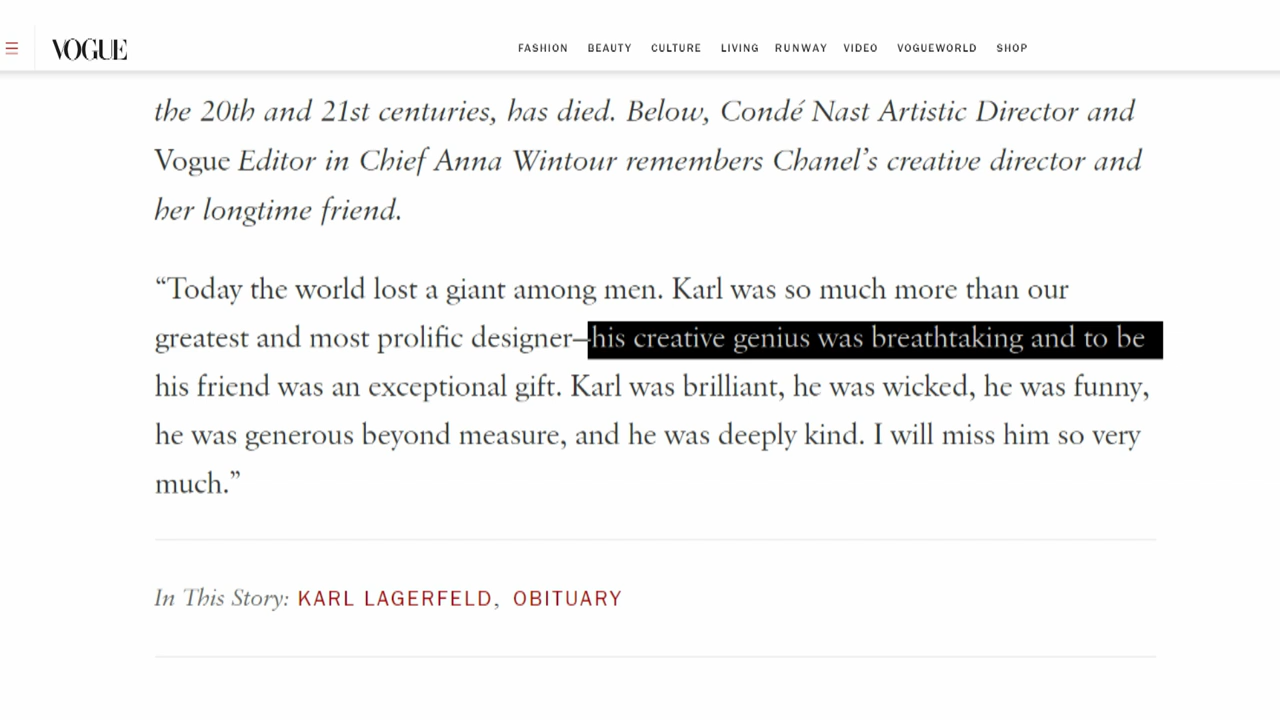 VOGUE
FASHION BEAUTY CULTURE LIVING RUNWAY VIDEO VOGUEWORLD SHOP
the 20th and 21st centuries, has died. Below, Condé Nast Artistic Director and
Vogue Editor in Chief Anna Wintour remembers Chanel’s creative director and
her longtime friend.
“Today the world lost a giant among men. Karl was so much more than our
greatest and most prolific designer—his creative genius was breathtaking and to be
his friend was an exceptional gift. Karl was brilliant, he was wicked, he was funny,
he was generous beyond measure, and he was deeply kind. I will miss him so very
much.”
In This Story: KARL LAGERFELD, OBITUARY